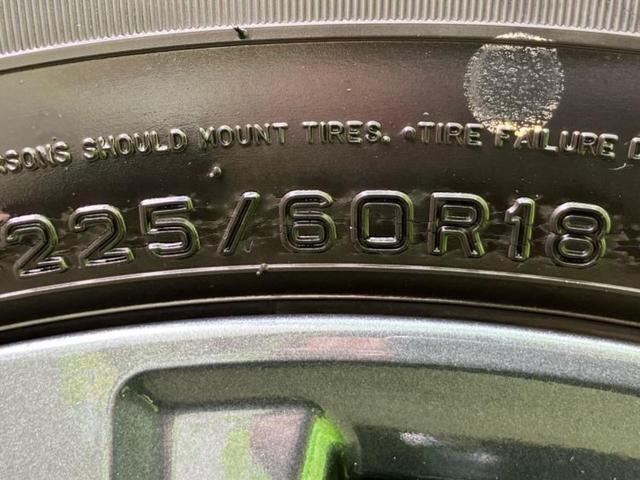 SONS SHOULD MOUNT TIRES. •TIRE FAILURE D
225/60R18